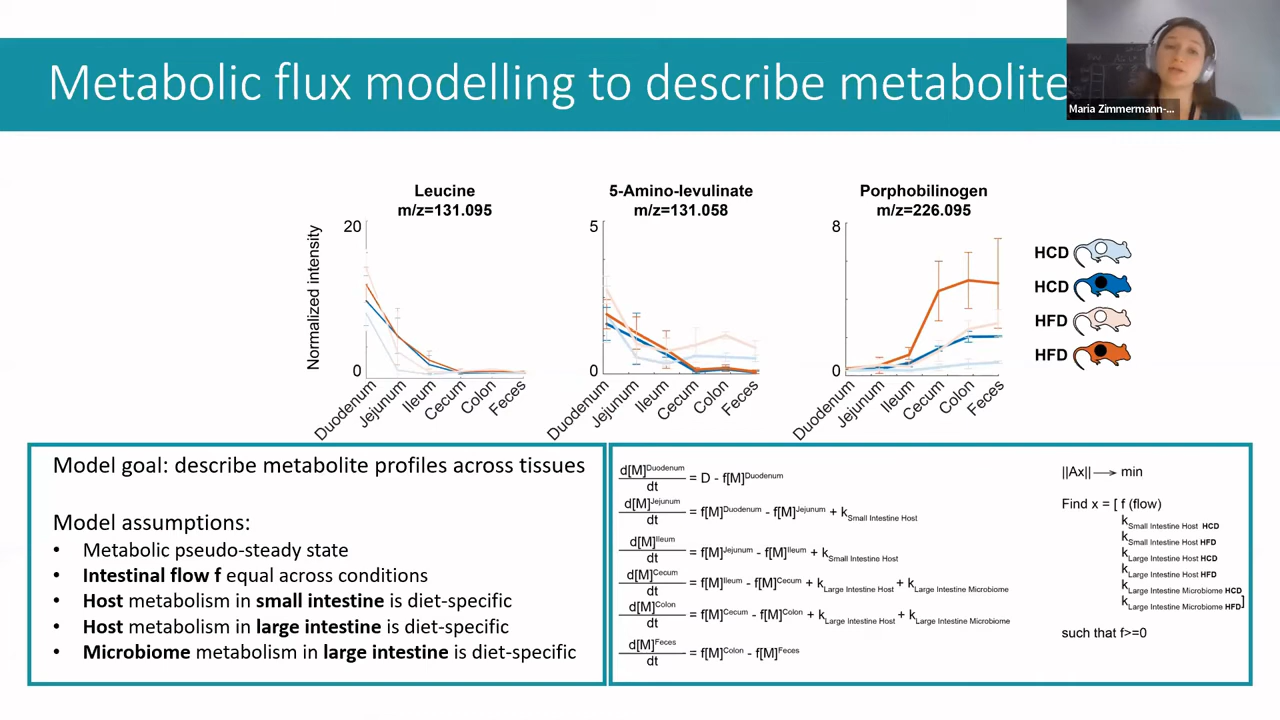 Metabolic flux modelling to describe metabolite
Maria Zimmermann-...
Leucine
m/z=131.095
5-Amino-levulinate
m/z=131.058
Porphobilinogen
m/z=226.095
Normalized intensity
20
0
Duodenum
Jejunum
Ileum
Cecum
Colon
Feces
5
0
Duodenum
Jejunum
Ileum
Cecum
Colon
Feces
8
0
Duodenum
Jejunum
Ileum
Cecum
Colon
Feces
HCD
HCD
HFD
HFD
Model goal: describe metabolite profiles across tissues
Model assumptions:
• Metabolic pseudo-steady state
• Intestinal flow f equal across conditions
• Host metabolism in small intestine is diet-specific
• Host metabolism in large intestine is diet-specific
• Microbiome metabolism in large intestine is diet-specific
d[M]Duodenum
dt
= D - f[M]Duodenum
d[M]Jejunum
dt
= f[M]Duodenum - f[M]Jejunum + kSmall Intestine Host
d[M]Ileum
dt
= f[M]Jejunum - f[M]Ileum + kSmall Intestine Host
d[M]Cecum
dt
= f[M]Ileum - f[M]Cecum + kLarge Intestine Host + kLarge Intestine Microbiome
d[M]Colon
dt
= f[M]Cecum - f[M]Colon + kLarge Intestine Host + kLarge Intestine Microbiome
d[M]Feces
dt
= f[M]Colon - f[M]Feces
||Ax|| → min
Find x = [ f (flow)
kSmall Intestine Host HCD
kSmall Intestine Host HFD
kLarge Intestine Host HCD
kLarge Intestine Host HFD
kLarge Intestine Microbiome HCD
kLarge Intestine Microbiome HFD]
such that f>=0